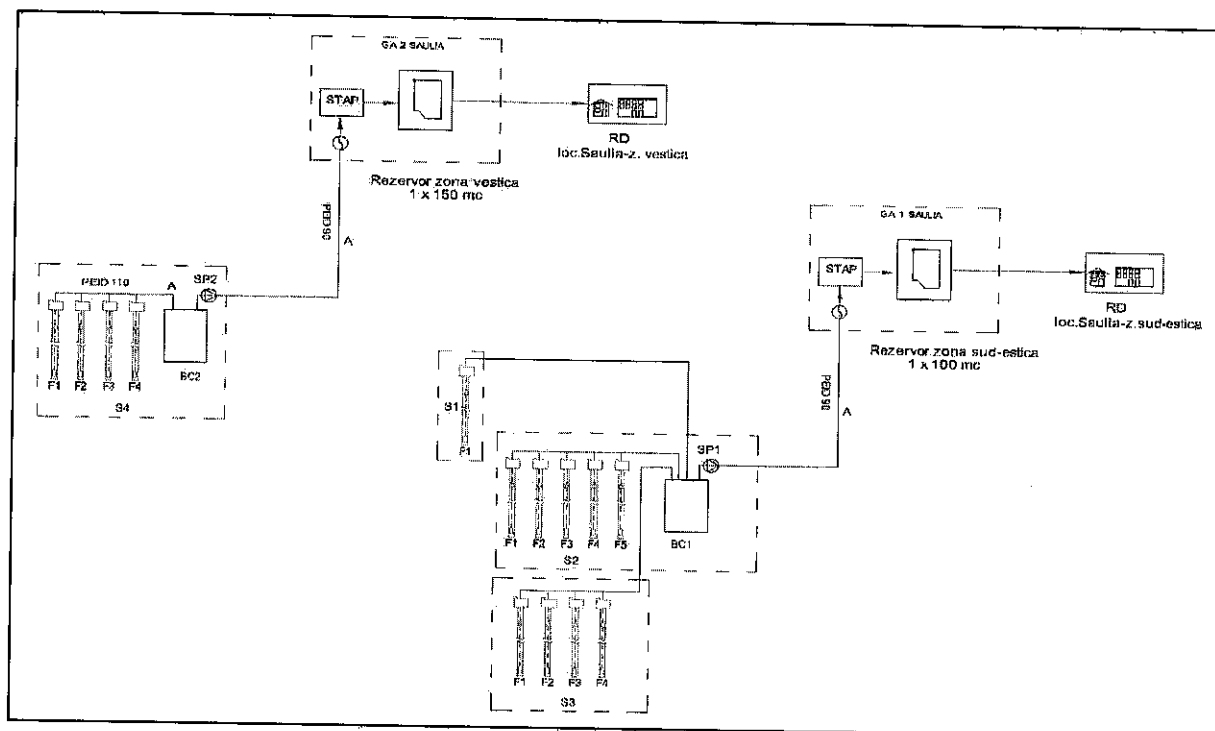 GA 2 SAULIA
STAP
RD
loc.Saulia-z. vestica
Rezervor zona vestica
1 x 150 mc
PEID 90
A
GA 1 SAULIA
STAP
RD
loc.Saulia-z.sud-estica
Rezervor zona sud-estica
1 x 100 mc
PEID 90
A
PEID 110
A
SP2
F1 F2 F3 F4
BC2
S4
S1
F1
SP1
F1 F2 F3 F4 F5
BC1
S2
F1 F2 F3 F4
S3